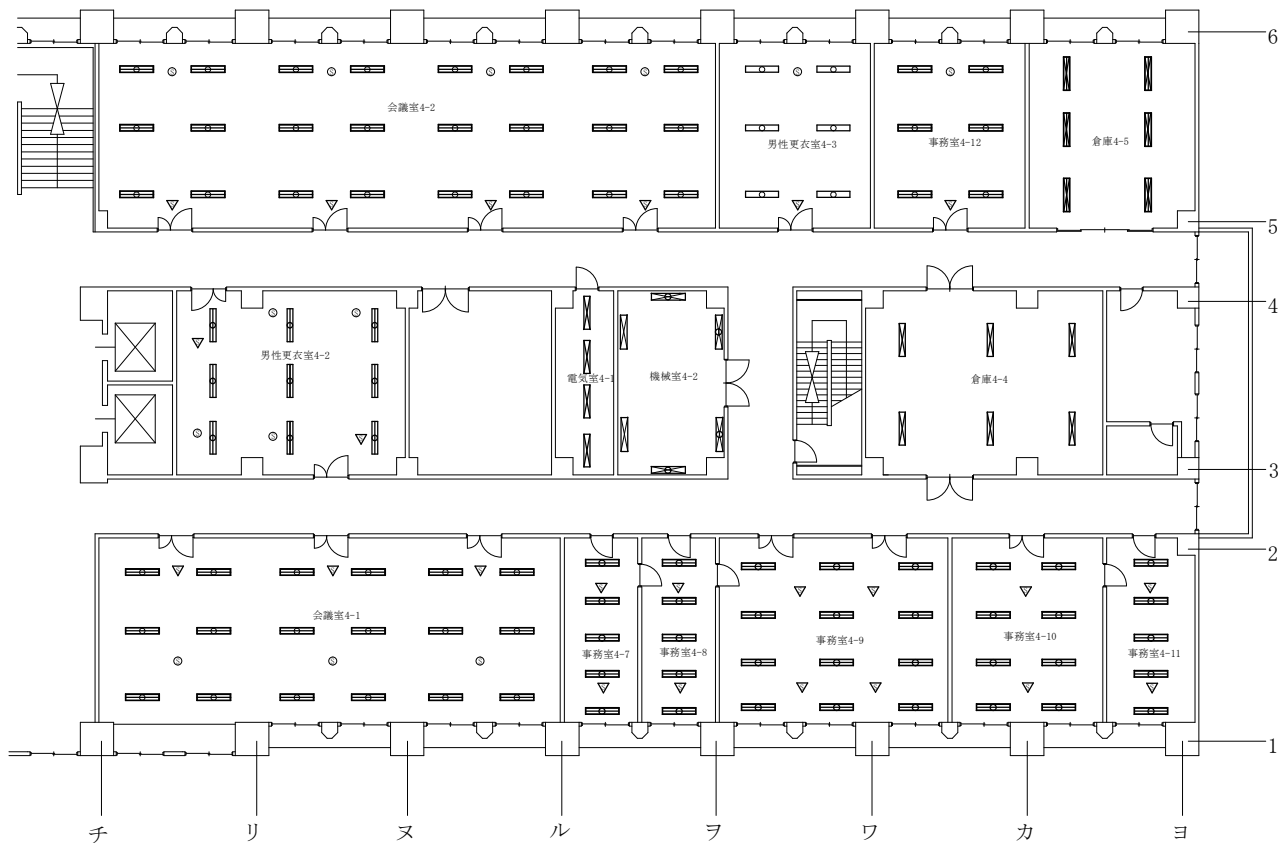 6
会議室4-2
男性更衣室4-3
事務室4-12
倉庫4-5
5
4
男性更衣室4-2
電気室4-1
機械室4-2
倉庫4-4
3
2
会議室4-1
事務室4-7
事務室4-8
事務室4-9
事務室4-10
事務室4-11
1
チ
リ
ヌ
ル
ヲ
ワ
カ
ヨ